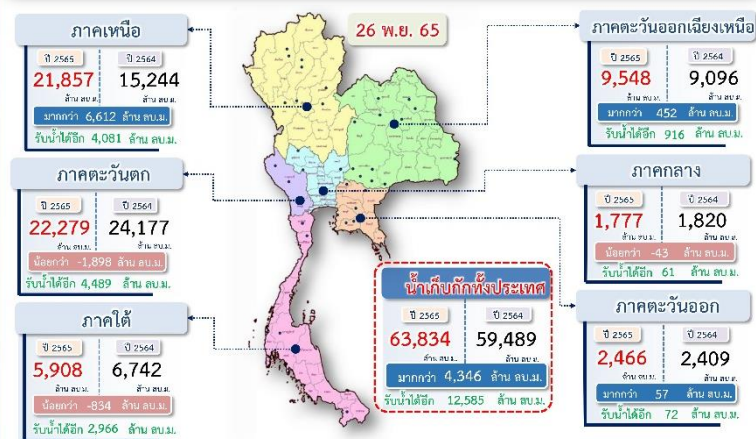 26 พ.ย. 65
ภาคเหนือ
ปี 2565 ปี 2564
21,857 15,244
ล้าน ลบ.ม. ล้าน ลบ.ม.
มากกว่า 6,612 ล้าน ลบ.ม.
รับน้ำได้อีก 4,081 ล้าน ลบ.ม.
ภาคตะวันตก
ปี 2565 ปี 2564
22,279 24,177
ล้าน ลบ.ม. ล้าน ลบ.ม.
น้อยกว่า -1,898 ล้าน ลบ.ม.
รับน้ำได้อีก 4,489 ล้าน ลบ.ม.
ภาคใต้
ปี 2565 ปี 2564
5,908 6,742
ล้าน ลบ.ม. ล้าน ลบ.ม.
น้อยกว่า -834 ล้าน ลบ.ม.
รับน้ำได้อีก 2,966 ล้าน ลบ.ม.
น้ำเก็บกักทั้งประเทศ
ปี 2565 ปี 2564
63,834 59,489
ล้าน ลบ.ม. ล้าน ลบ.ม.
มากกว่า 4,346 ล้าน ลบ.ม.
รับน้ำได้อีก 12,585 ล้าน ลบ.ม.
ภาคตะวันออกเฉียงเหนือ
ปี 2565 ปี 2564
9,548 9,096
ล้าน ลบ.ม. ล้าน ลบ.ม.
มากกว่า 452 ล้าน ลบ.ม.
รับน้ำได้อีก 916 ล้าน ลบ.ม.
ภาคกลาง
ปี 2565 ปี 2564
1,777 1,820
ล้าน ลบ.ม. ล้าน ลบ.ม.
น้อยกว่า -43 ล้าน ลบ.ม.
รับน้ำได้อีก 61 ล้าน ลบ.ม.
ภาคตะวันออก
ปี 2565 ปี 2564
2,466 2,409
ล้าน ลบ.ม. ล้าน ลบ.ม.
มากกว่า 57 ล้าน ลบ.ม.
รับน้ำได้อีก 72 ล้าน ลบ.ม.